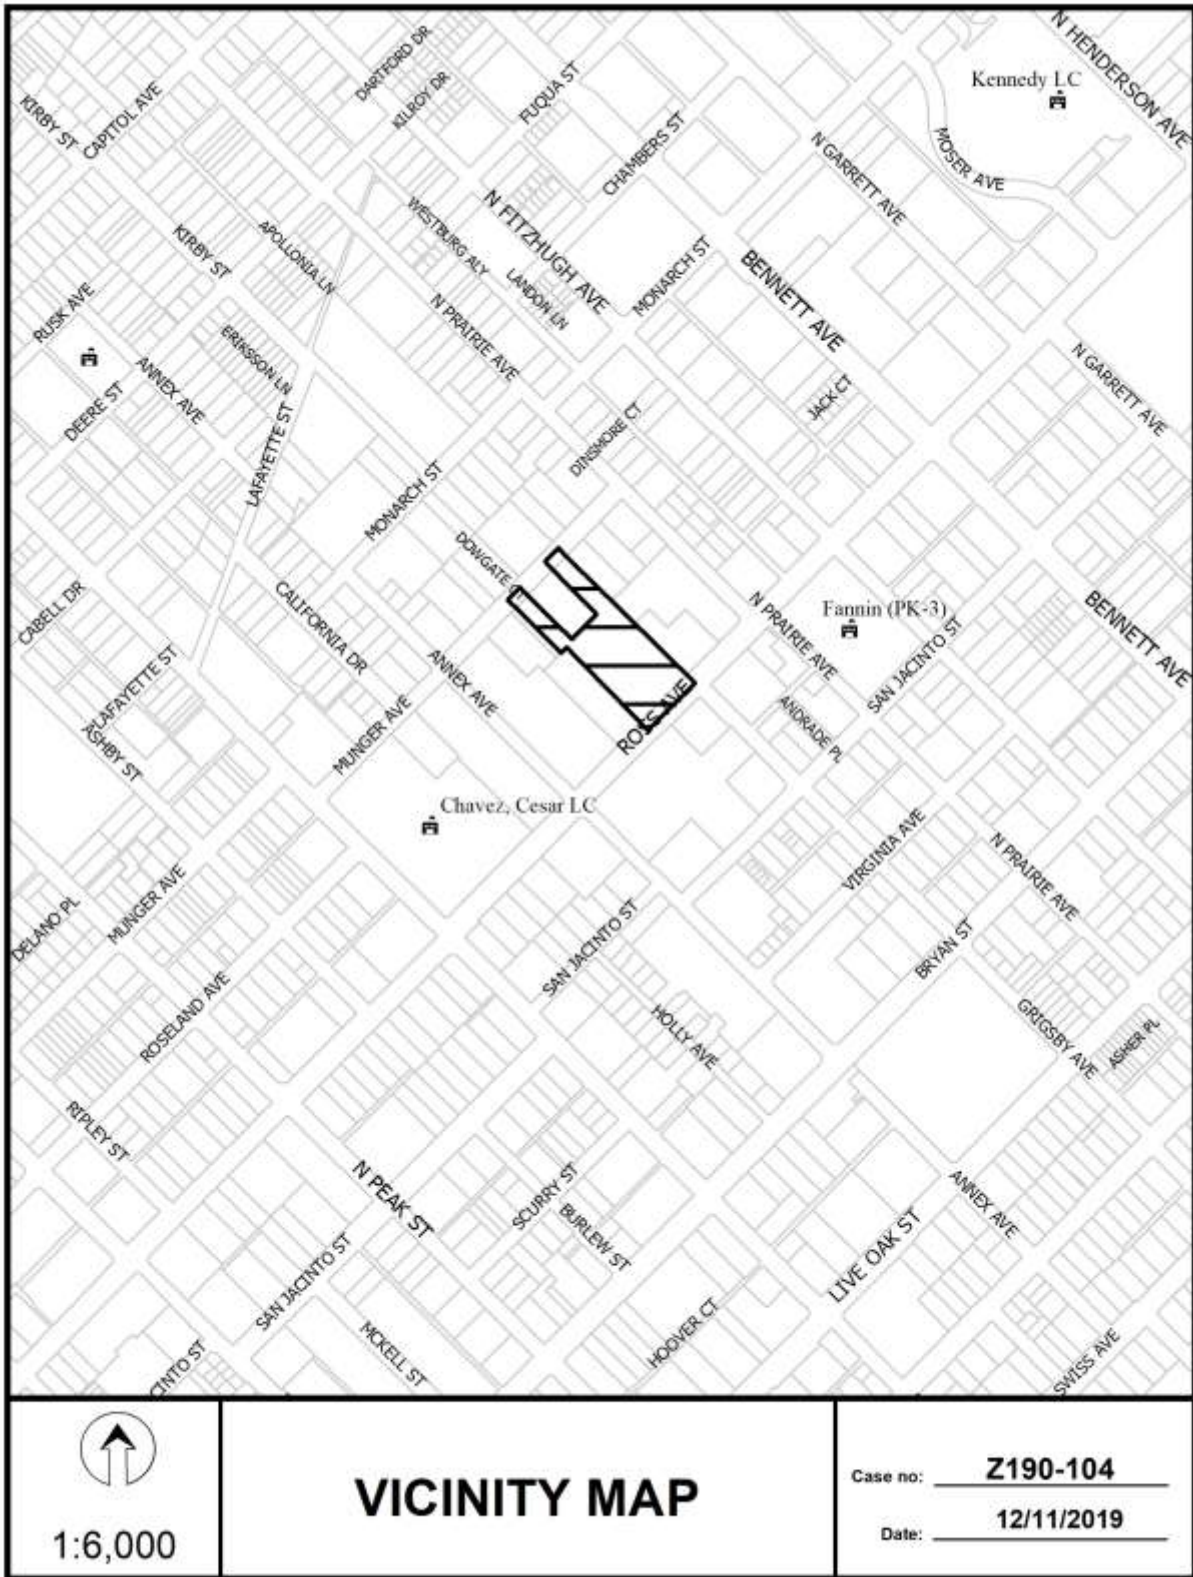 N HENDERSON AVE
DARTFORD DR
Kennedy LC
FUQUA ST
KILROY DR
CAPITOL AVE
KIRBY ST
CHAMBERS ST
MOSER AVE
N GARRETT AVE
WESTBURG ALY
N FITZHUGH AVE
KIRBY ST
APOLLONIA LN
LANDON LN
MONARCH ST
BENNETT AVE
RUSK AVE
N PRAIRIE AVE
ERIKSSON LN
ANNEX AVE
N GARRETT AVE
JACK CT
DEERE ST
DINSMORE CT
LAFAYETTE ST
MONARCH ST
DOWGATE
CABELL DR
CALIFORNIA DR
N PRAIRIE AVE
Fannin (PK-3)
BENNETT AVE
SAN JACINTO ST
LAFAYETTE ST
ANNEX AVE
ROSS AVE
ANDRADE PL
ASHBY ST
MUNGER AVE
Chavez, Cesar LC
VIRGINIA AVE
N PRAIRIE AVE
MUNGER AVE
DELANO PL
SAN JACINTO ST
BRYAN ST
ROSELAND AVE
HOLLY AVE
GRIGSBY AVE
ASHER PL
RIPLEY ST
N PEAK ST
SCURRY ST
BURLEW ST
ANNEX AVE
LIVE OAK ST
SAN JACINTO ST
HOOVER CT
MCKELL ST
CINTO ST
SWISS AVE
1:6,000
VICINITY MAP
Case no: Z190-104
Date: 12/11/2019